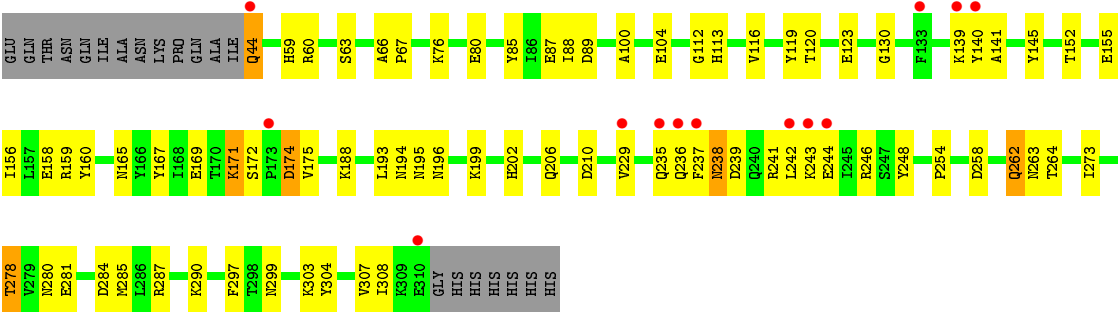 GLU GLN THR ASN GLN ILE ALA ASN LYS PRO GLN ALA ILE Q44 H59 R60 S63 A66 P67 K76 E80 Y85 I86 E87 I88 D89 A100 E104 G112 H113 V116 Y119 T120 E123 G130 F133 K139 Y140 A141 Y145 T152 E155
I156 L157 E158 R159 Y160 N165 Y166 Y167 I168 E169 T170 K171 S172 P173 D174 V175 K188 L193 N194 N195 N196 K199 H202 Q206 D210 V229 Q235 Q236 F237 N238 D239 Q240 R241 L242 K243 E244 I245 R246 S247 Y248 P254 D258 Q262 N263 T264 I273
T278 V279 N280 E281 D284 M285 L286 R287 K290 F297 T298 N299 K303 Y304 V307 I308 K309 E310 GLY HIS HIS HIS HIS HIS HIS